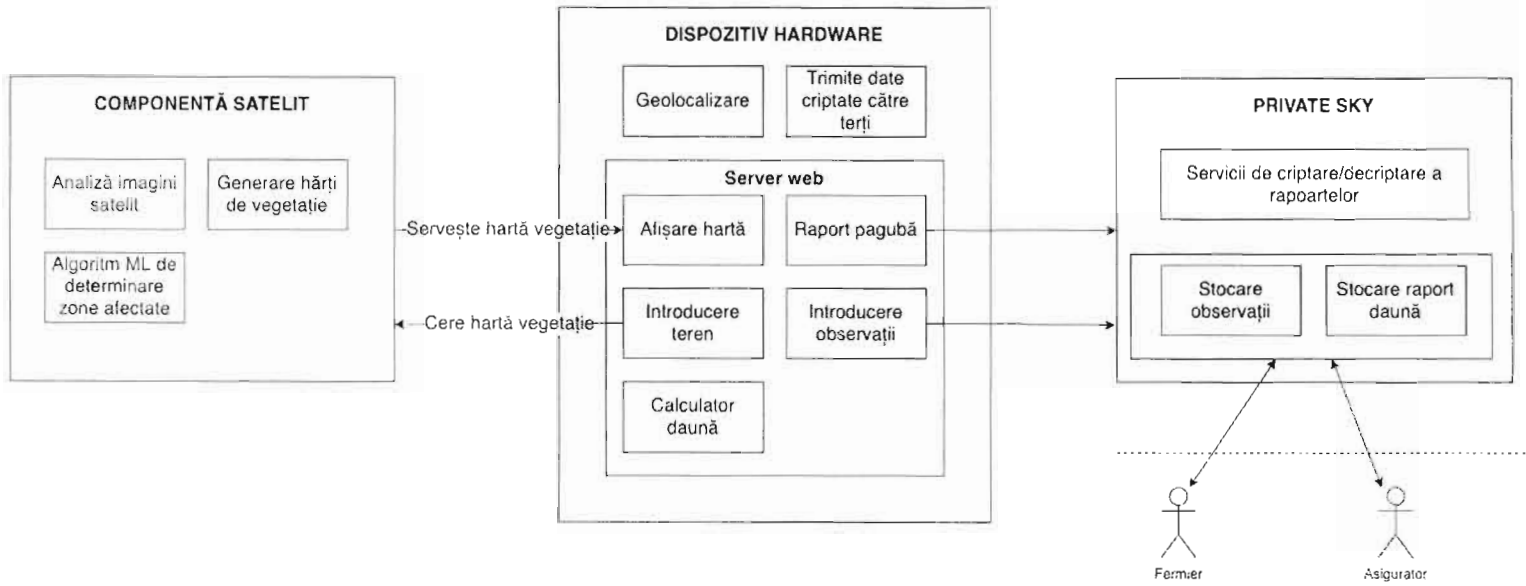 COMPONENTĂ SATELIT
Analiză imagini
satelit
Generare hărți
de vegetație
Algoritm ML de
determinare
zone afectate
Servește hartă vegetație
Cere hartă vegetație
DISPOZITIV HARDWARE
Geolocalizare
Trimite date
criptate către
terți
Server web
Afișare hartă
Raport pagubă
Introducere
teren
Introducere
observații
Calculator
daună
PRIVATE SKY
Servicii de criptare/decriptare a
rapoartelor
Stocare
observații
Stocare raport
daună
Fermier
Asigurator